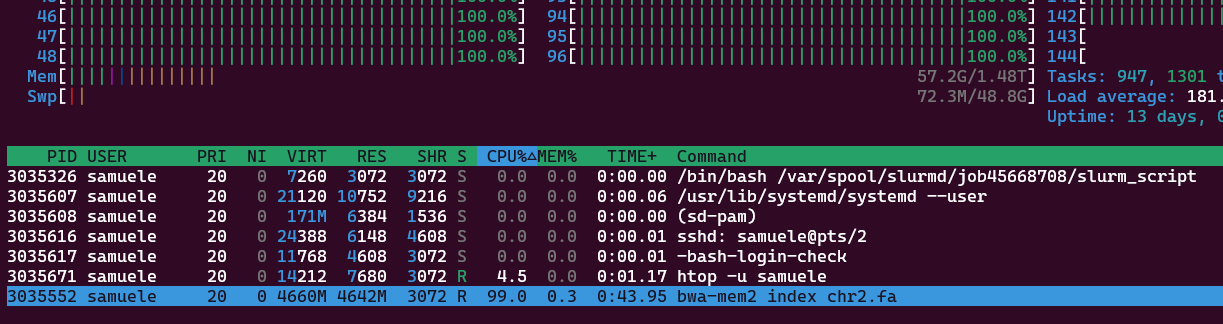 46[||||||||||||||||||||||||||||||||||||||100.0%] 94[||||||||||||||||||||||||||||||||||||||100.0%] 142[||||||||||||||
47[||||||||||||||||||||||||||||||||||||||100.0%] 95[||||||||||||||||||||||||||||||||||||||100.0%] 143[
48[||||||||||||||||||||||||||||||||||||||100.0%] 96[||||||||||||||||||||||||||||||||||||||100.0%] 144[
Mem[||||||||||||||| 57.2G/1.48T] Tasks: 947, 1301 t
Swp[|| 72.3M/48.8G] Load average: 181.
Uptime: 13 days,
PID USER PRI NI VIRT RES SHR S CPU%△MEM% TIME+ Command
3035326 samuele 20 0 7260 3072 3072 S 0.0 0.0 0:00.00 /bin/bash /var/spool/slurmd/job45668708/slurm_script
3035607 samuele 20 0 21120 10752 9216 S 0.0 0.0 0:00.06 /usr/lib/systemd/systemd --user
3035608 samuele 20 0 171M 6384 1536 S 0.0 0.0 0:00.00 (sd-pam)
3035616 samuele 20 0 24388 6148 4608 S 0.0 0.0 0:00.01 sshd: samuele@pts/2
3035617 samuele 20 0 11768 4608 3072 S 0.0 0.0 0:00.01 -bash-login-check
3035671 samuele 20 0 14212 7680 3072 R 4.5 0.0 0:01.17 htop -u samuele
3035552 samuele 20 0 4660M 4642M 3072 R 99.0 0.3 0:43.95 bwa-mem2 index chr2.fa